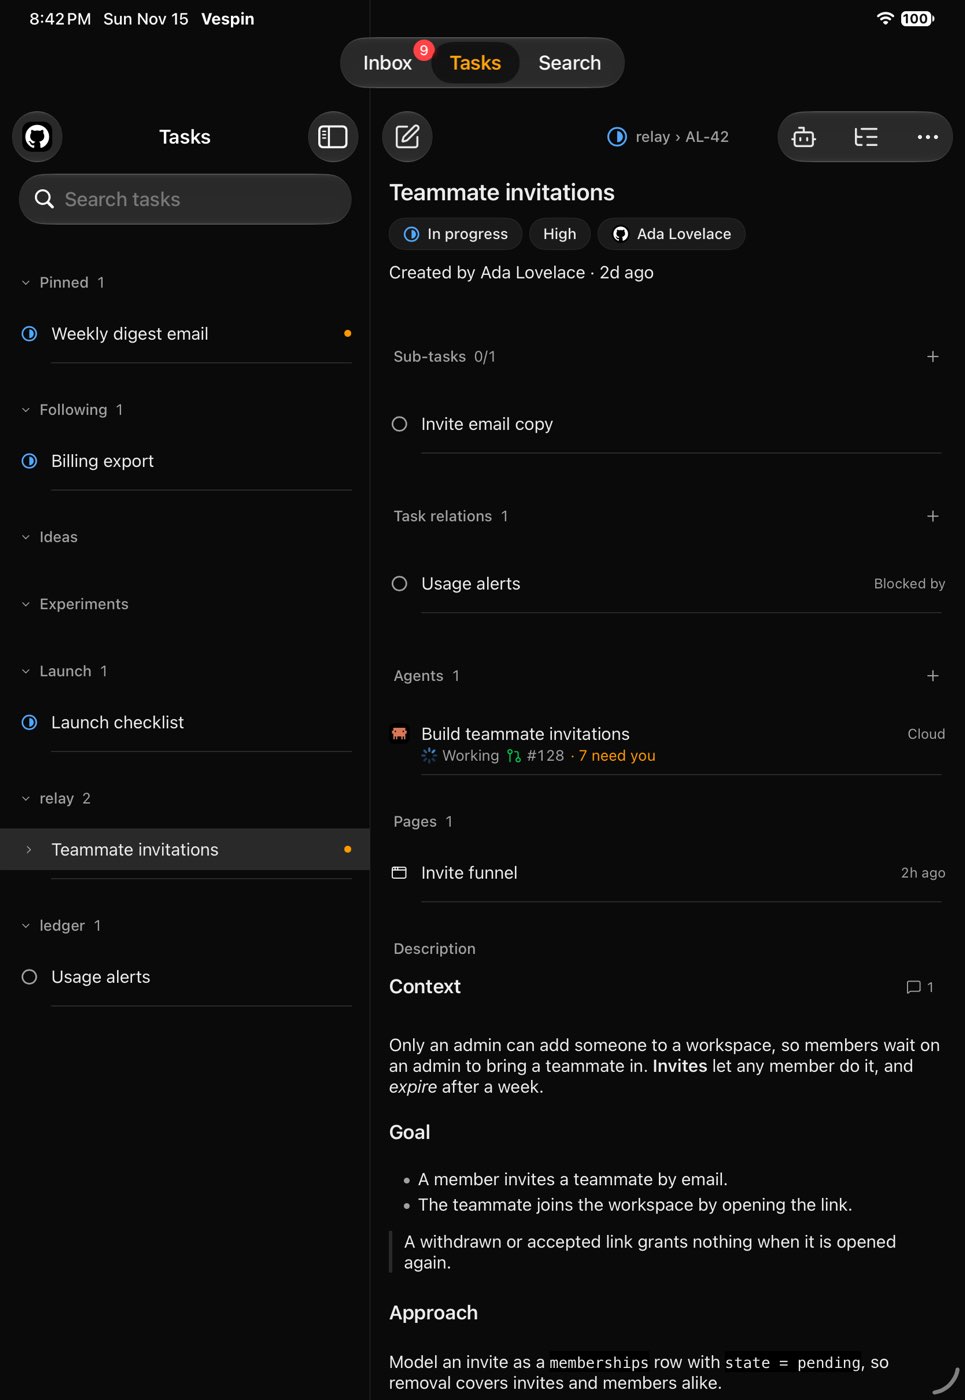 8:42 PM Sun Nov 15 Vespin
100
Inbox 9 Tasks Search
Tasks
Search tasks
Pinned 1
Weekly digest email
Following 1
Billing export
Ideas
Experiments
Launch 1
Launch checklist
relay 2
Teammate invitations
ledger 1
Usage alerts
relay › AL-42
Teammate invitations
In progress High Ada Lovelace
Created by Ada Lovelace · 2d ago
Sub-tasks 0/1
Invite email copy
Task relations 1
Usage alerts Blocked by
Agents 1
Build teammate invitations Cloud
Working #128 · 7 need you
Pages 1
Invite funnel 2h ago
Description
Context 1
Only an admin can add someone to a workspace, so members wait on
an admin to bring a teammate in. Invites let any member do it, and
expire after a week.
Goal
• A member invites a teammate by email.
• The teammate joins the workspace by opening the link.
A withdrawn or accepted link grants nothing when it is opened
again.
Approach
Model an invite as a memberships row with state = pending, so
removal covers invites and members alike.